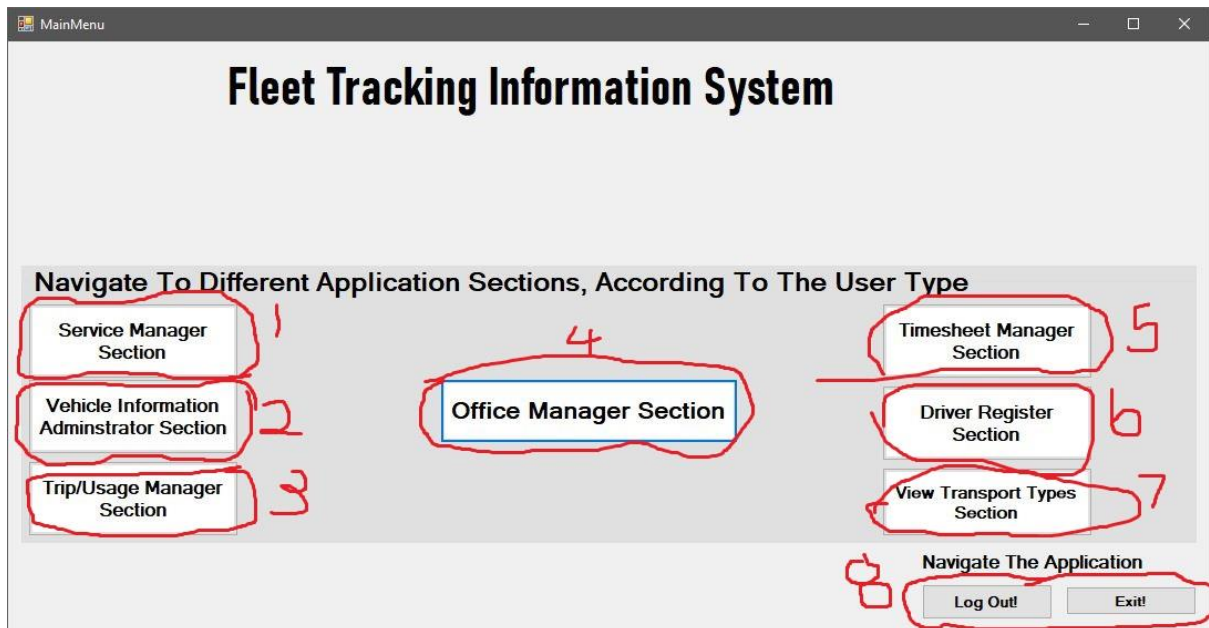 MainMenu
Fleet Tracking Information System
Navigate To Different Application Sections, According To The User Type
Service Manager
Section
1
Vehicle Information
Adminstrator Section
2
Trip/Usage Manager
Section
3
4
Office Manager Section
Timesheet Manager
Section
5
Driver Register
Section
6
View Transport Types
Section
7
Navigate The Application
8
Log Out!
Exit!